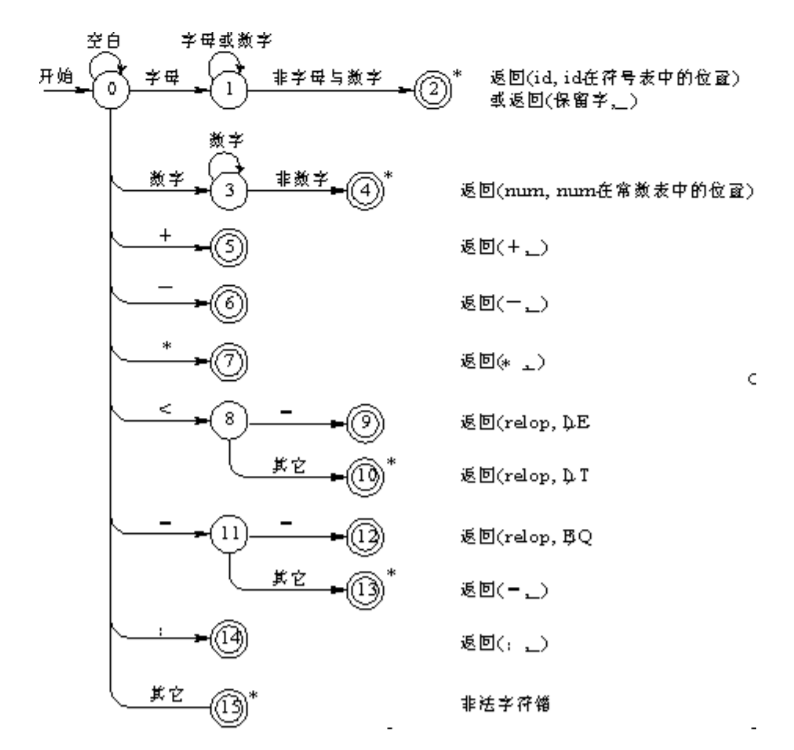 空白 字母或数字
开始 0 字母 1 非字母与数字 2 * 返回(id, id在符号表中的位置)
或返回(保留字,_)
数字
数字 3 非数字 4 * 返回(num, num在常数表中的位置)
+ 5 返回(+,_)
— 6 返回(—,_)
* 7 返回(* _)
< 8 = 9 返回(relop, LE
其它 10 * 返回(relop, LT
= 11 = 12 返回(relop, EQ
其它 13 * 返回(=,_)
; 14 返回(; _)
其它 15 * 非法字符错